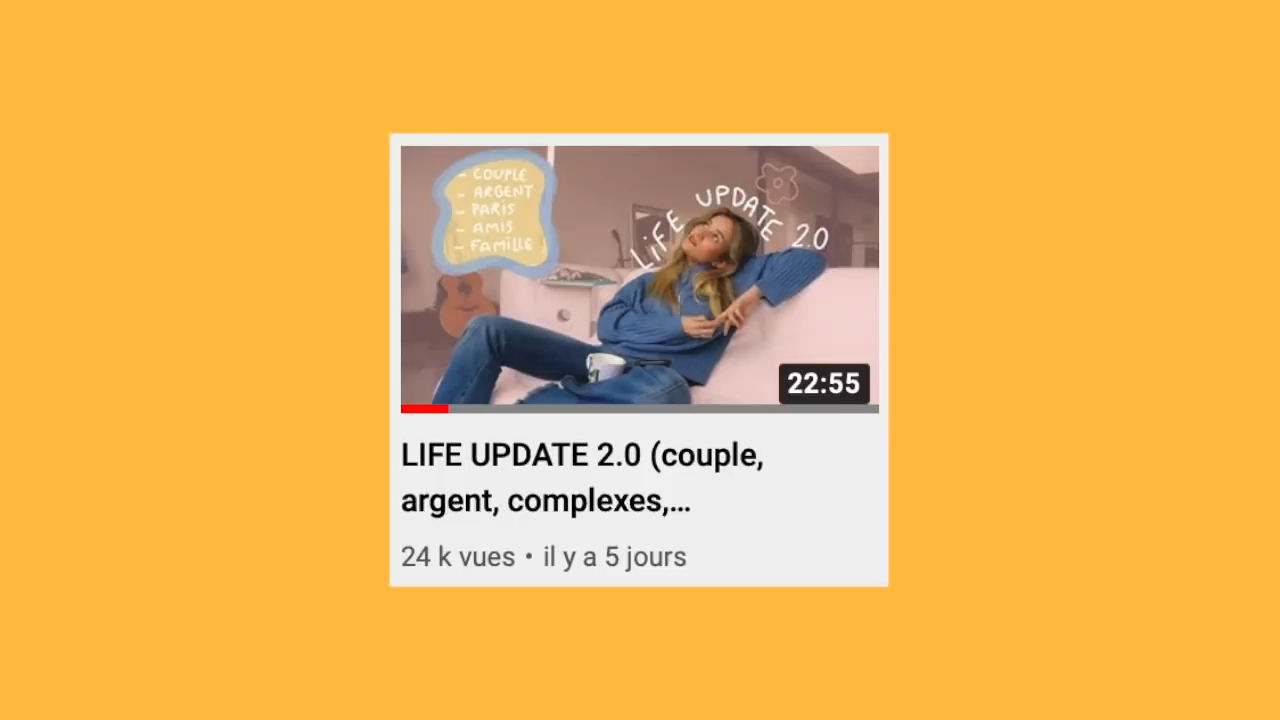 - COUPLE
- ARGENT
- PARIS
- AMIS
- FAMILLE
LIFE UPDATE 2.0
22:55
LIFE UPDATE 2.0 (couple,
argent, complexes,...
24 k vues • il y a 5 jours